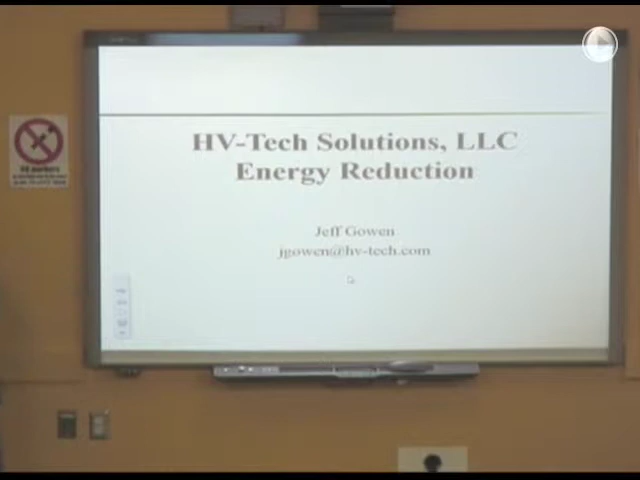 HV-Tech Solutions, LLC
Energy Reduction
Jeff Gowen
jgowen@hv-tech.com